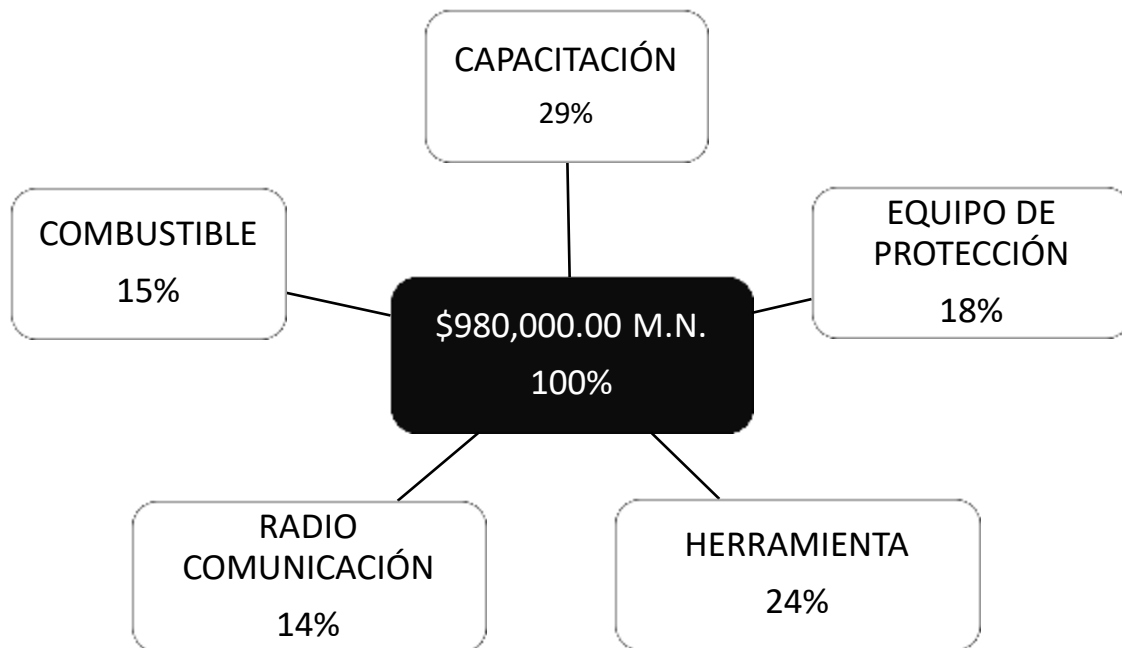 CAPACITACIÓN
29%
COMBUSTIBLE
15%
EQUIPO DE
PROTECCIÓN
18%
$980,000.00 M.N.
100%
RADIO
COMUNICACIÓN
14%
HERRAMIENTA
24%